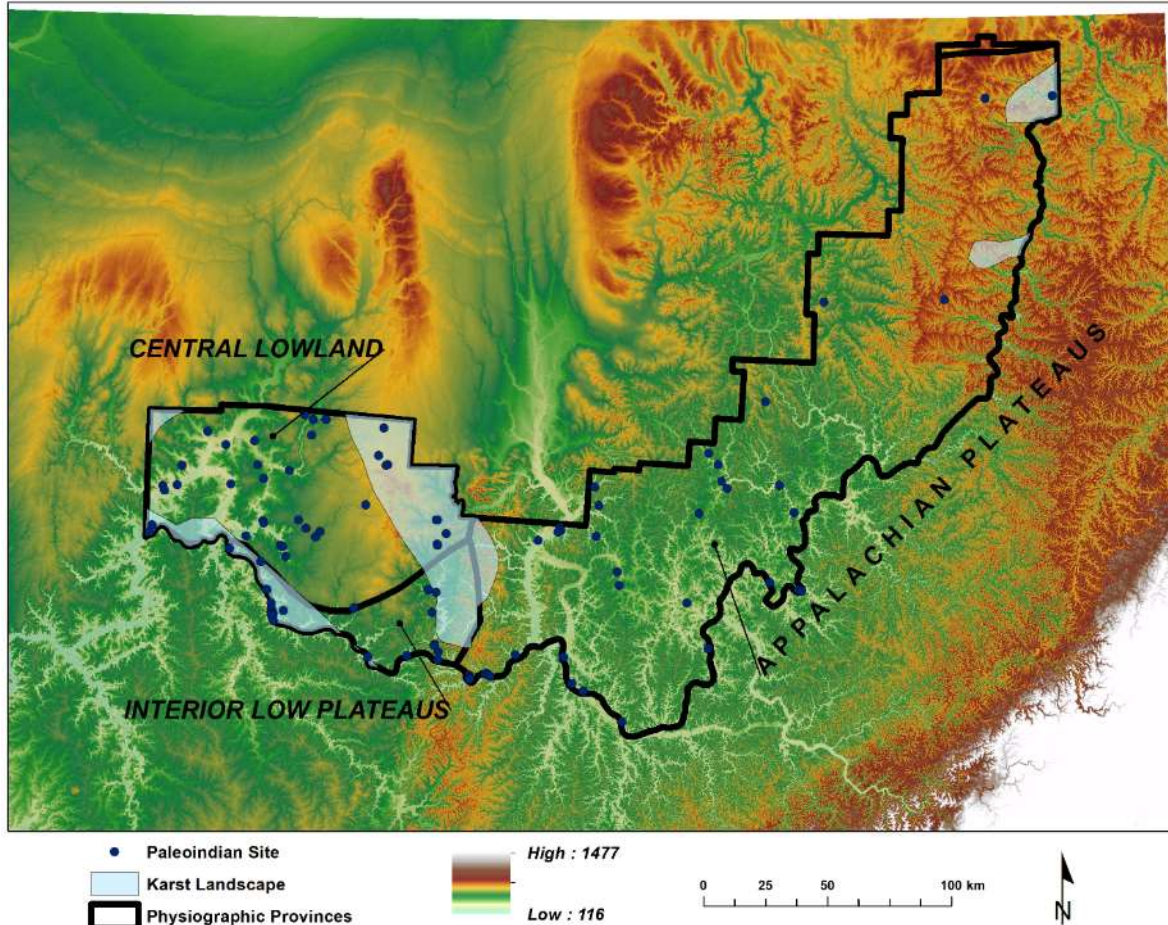 CENTRAL LOWLAND
APPALACHIAN PLATEAUS
INTERIOR LOW PLATEAUS
Paleoindian Site
Karst Landscape
Physiographic Provinces
High : 1477
Low : 116
0 25 50 100 km
N